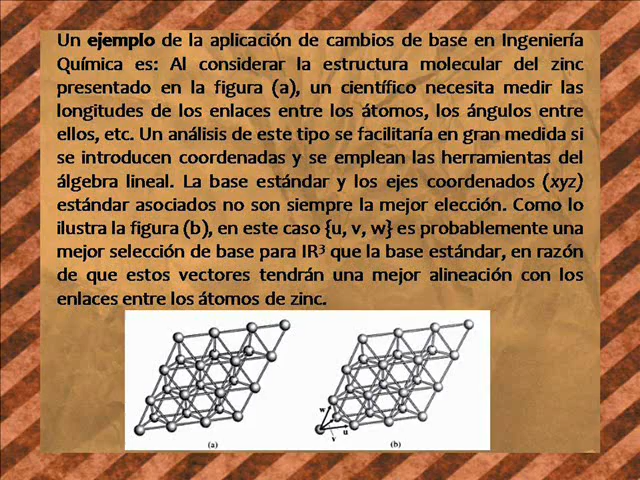 Un ejemplo de la aplicación de cambios de base en Ingeniería
Química es: Al considerar la estructura molecular del zinc
presentado en la figura (a), un científico necesita medir las
longitudes de los enlaces entre los átomos, los ángulos entre
ellos, etc. Un análisis de este tipo se facilitaría en gran medida si
se introducen coordenadas y se emplean las herramientas del
álgebra lineal. La base estándar y los ejes coordenados (xyz)
estándar asociados no son siempre la mejor elección. Como lo
ilustra la figura (b), en este caso {u, v, w} es probablemente una
mejor selección de base para IR³ que la base estándar, en razón
de que estos vectores tendrán una mejor alineación con los
enlaces entre los átomos de zinc.
w
u
v
(a)
(b)